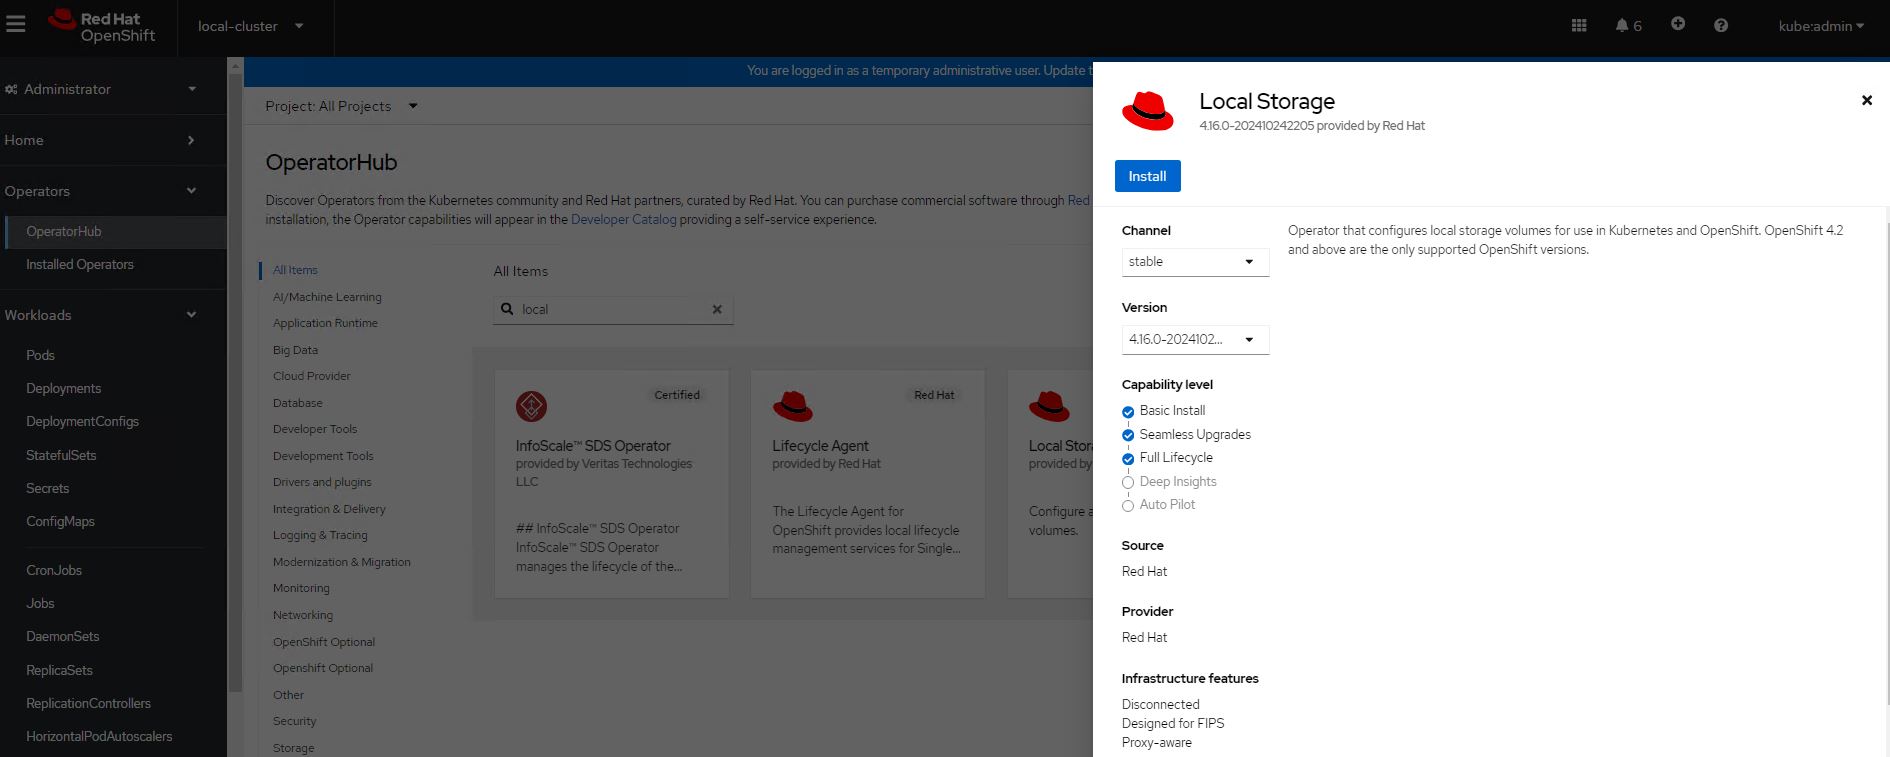 Red Hat
OpenShift
local-cluster
6
kube:admin
Administrator
Home
Operators
OperatorHub
Installed Operators
Workloads
Pods
Deployments
DeploymentConfigs
StatefulSets
Secrets
ConfigMaps
CronJobs
Jobs
DaemonSets
ReplicaSets
ReplicationControllers
HorizontalPodAutoscalers
You are logged in as a temporary administrative user. Update t
Project: All Projects
OperatorHub
Discover Operators from the Kubernetes community and Red Hat partners, curated by Red Hat. You can purchase commercial software through Red
installation, the Operator capabilities will appear in the Developer Catalog providing a self-service experience.
All Items
AI/Machine Learning
Application Runtime
Big Data
Cloud Provider
Database
Developer Tools
Development Tools
Drivers and plugins
Integration & Delivery
Logging & Tracing
Modernization & Migration
Monitoring
Networking
OpenShift Optional
Openshift Optional
Other
Security
Storage
All Items
local
Certified
InfoScale™ SDS Operator
provided by Veritas Technologies
LLC
## InfoScale™ SDS Operator
InfoScale™ SDS Operator
manages the lifecycle of the...
Red Hat
Lifecycle Agent
provided by Red Hat
The Lifecycle Agent for
OpenShift provides local lifecycle
management services for Single...
Local Stora
provided by
Configure a
volumes.
Local Storage
4.16.0-202410242205 provided by Red Hat
Install
Channel
stable
Version
4.16.0-2024102...
Capability level
Basic Install
Seamless Upgrades
Full Lifecycle
Deep Insights
Auto Pilot
Source
Red Hat
Provider
Red Hat
Infrastructure features
Disconnected
Designed for FIPS
Proxy-aware
Operator that configures local storage volumes for use in Kubernetes and OpenShift. OpenShift 4.2
and above are the only supported OpenShift versions.